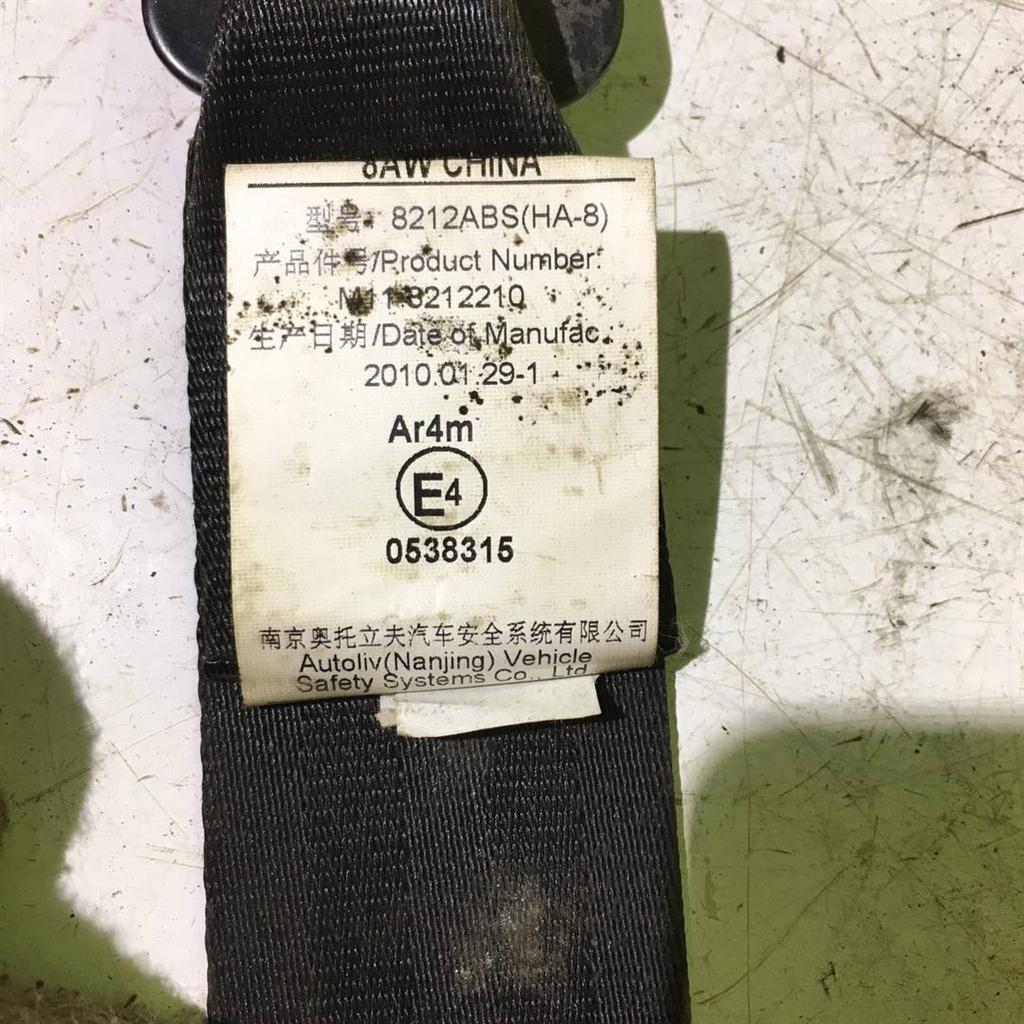 8AW CHINA
型号: 8212ABS(HA-8)
产品件号/Product Number:
M11-8212210
生产日期/Date of Manufac.:
2010.01.29-1
Ar4m
E4
0538315
南京奥托立夫汽车安全系统有限公司
Autoliv(Nanjing) Vehicle
Safety Systems Co., Ltd